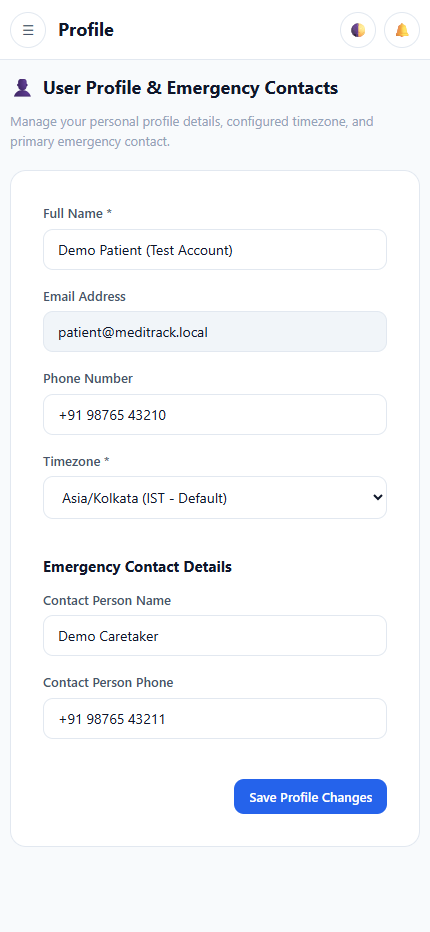 Profile
User Profile & Emergency Contacts
Manage your personal profile details, configured timezone, and
primary emergency contact.
Full Name *
Demo Patient (Test Account)
Email Address
patient@meditrack.local
Phone Number
+91 98765 43210
Timezone *
Asia/Kolkata (IST - Default)
Emergency Contact Details
Contact Person Name
Demo Caretaker
Contact Person Phone
+91 98765 43211
Save Profile Changes